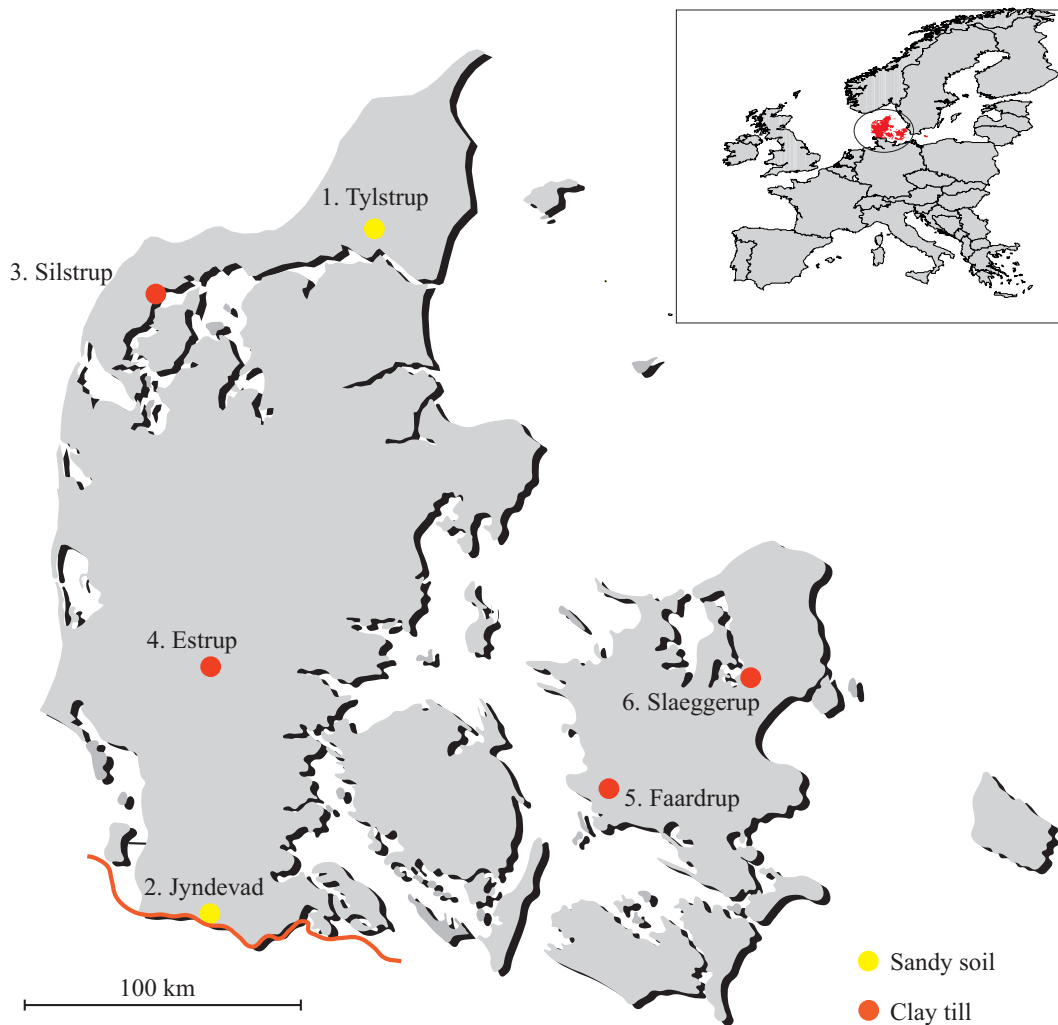 1. Tylstrup
3. Silstrup
4. Estrup
6. Slaeggerup
5. Faardrup
2. Jyndevad
Sandy soil
100 km
Clay till